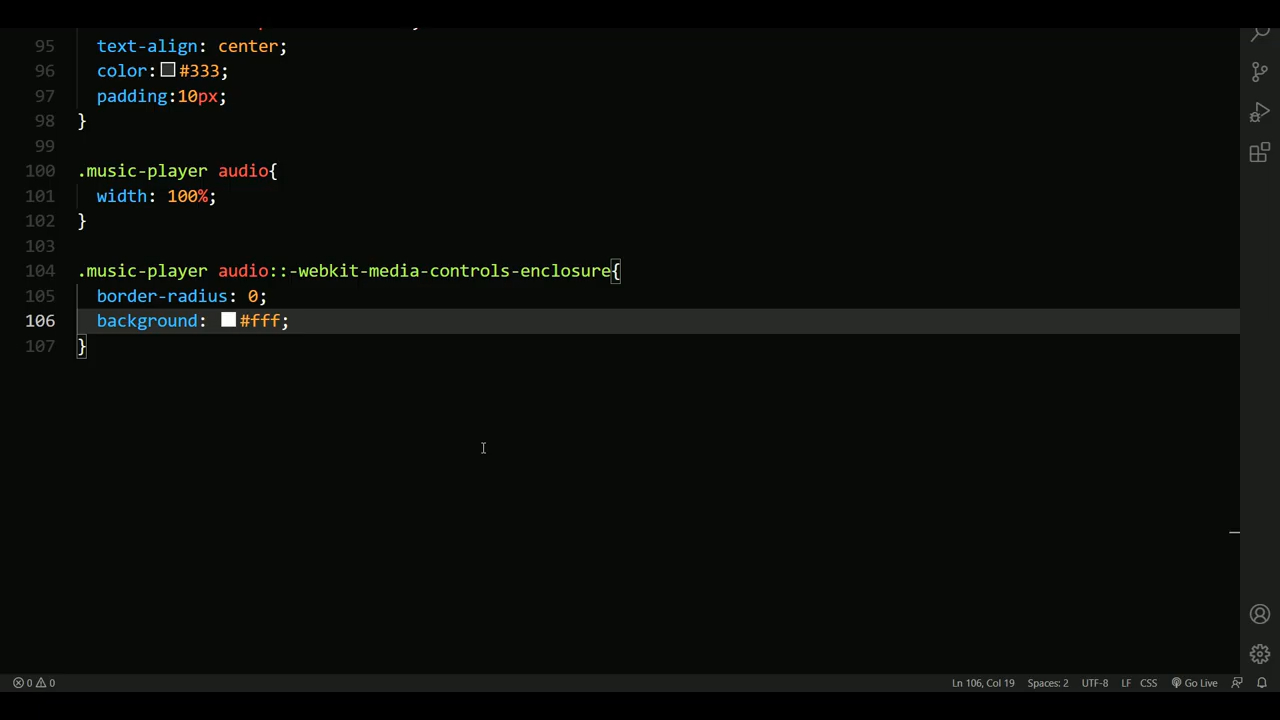 95 text-align: center;
96 color: #333;
97 padding:10px;
98 }
99
100 .music-player audio{
101 width: 100%;
102 }
103
104 .music-player audio::-webkit-media-controls-enclosure{
105 border-radius: 0;
106 background: #fff;
107 }
0 0 Ln 106, Col 19 Spaces: 2 UTF-8 LF CSS Go Live